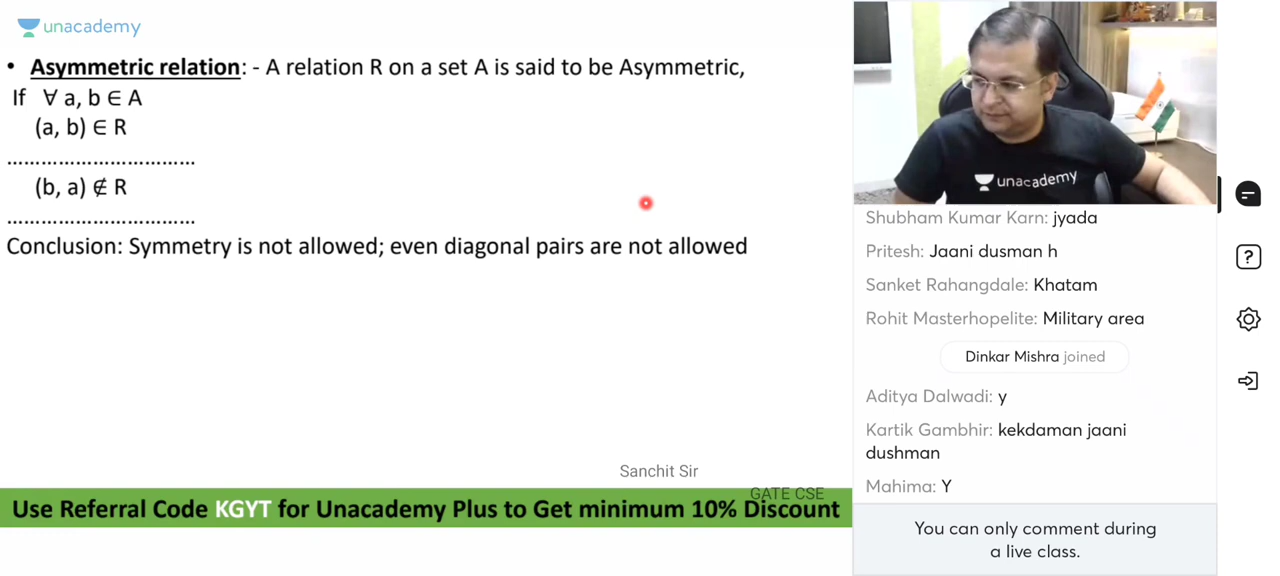 unacademy
• Asymmetric relation: - A relation R on a set A is said to be Asymmetric,
If ∀ a, b ∈ A
(a, b) ∈ R
................................
(b, a) ∉ R
................................
Conclusion: Symmetry is not allowed; even diagonal pairs are not allowed
Sanchit Sir
GATE CSE
Use Referral Code KGYT for Unacademy Plus to Get minimum 10% Discount
unacademy
Shubham Kumar Karn: jyada
Pritesh: Jaani dusman h
Sanket Rahangdale: Khatam
Rohit Masterhopelite: Military area
Dinkar Mishra joined
Aditya Dalwadi: y
Kartik Gambhir: kekdaman jaani
dushman
Mahima: Y
You can only comment during
a live class.
?